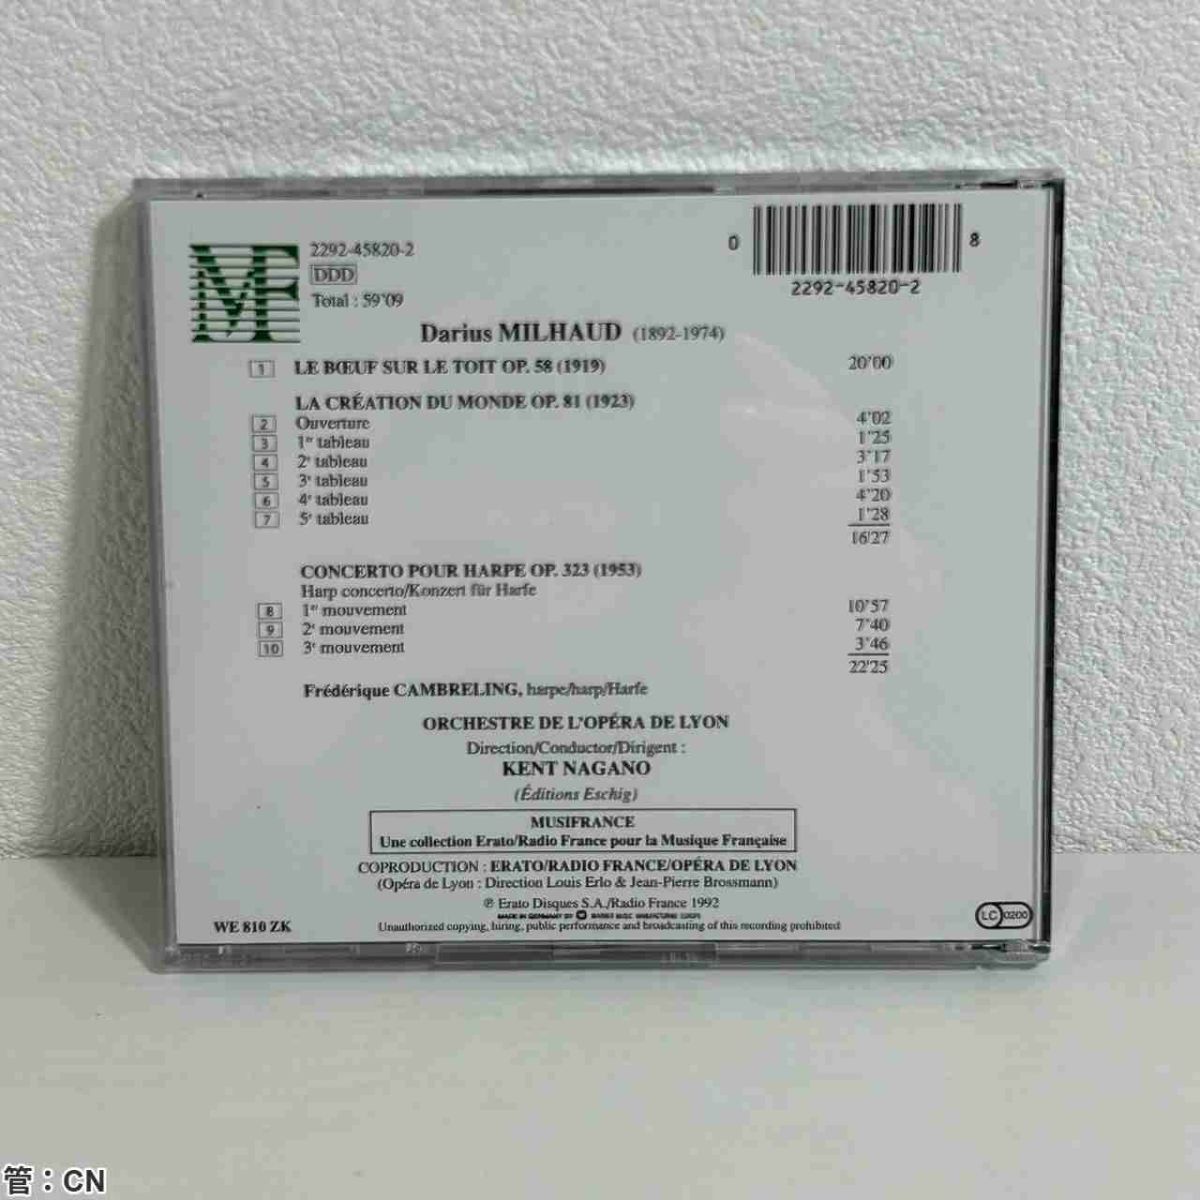 MF
2292-45820-2
DDD
Total : 59'09
0 8
2292-45820-2
Darius MILHAUD (1892-1974)
1 LE BŒUF SUR LE TOIT OP. 58 (1919) 20'00
LA CRÉATION DU MONDE OP. 81 (1923)
2 Ouverture 4'02
3 1er tableau 1'25
4 2e tableau 3'17
5 3e tableau 1'53
6 4e tableau 4'20
7 5e tableau 1'28
16'27
CONCERTO POUR HARPE OP. 323 (1953)
Harp concerto/Konzert für Harfe
8 1er mouvement 10'57
9 2e mouvement 7'40
10 3e mouvement 3'46
22'25
Frédérique CAMBRELING, harpe/harp/Harfe
ORCHESTRE DE L'OPÉRA DE LYON
Direction/Conductor/Dirigent :
KENT NAGANO
(Éditions Eschig)
MUSIFRANCE
Une collection Erato/Radio France pour la Musique Française
COPRODUCTION : ERATO/RADIO FRANCE/OPÉRA DE LYON
(Opéra de Lyon : Direction Louis Erlo & Jean-Pierre Brossmann)
℗ Erato Disques S.A./Radio France 1992
MADE IN GERMANY BY WARNER MUSIC MANUFACTURING EUROPE
WE 810 ZK
Unauthorized copying, hiring, public performance and broadcasting of this recording prohibited
LC 0200
管:CN